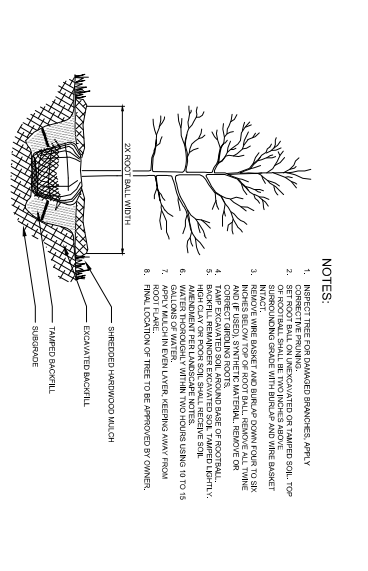 NOTES:
1. INSPECT TREE FOR DAMAGED BRANCHES, APPLY
CORRECTIVE PRUNING.
2. SET ROOT BALL ON UNEXCAVATED OR TAMPED SOIL. TOP
OF ROOTBALL SHALL BE TWO INCHES ABOVE
SURROUNDING GRADE WITH BURLAP AND WIRE BASKET
INTACT.
3. REMOVE WIRE BASKET AND BURLAP DOWN FOUR TO SIX
INCHES BELOW TOP OF ROOT BALL. REMOVE ALL TWINE
AND (IF USED), SYNTHETIC MATERIAL. REMOVE OR
CORRECT GIRDLING ROOTS.
4. TAMP EXCAVATED SOIL AROUND BASE OF ROOTBALL.
5. BACKFILL REMAINDER EXCAVATED SOIL TAMPED LIGHTLY.
HIGH CLAY OR POOR SOIL SHALL RECEIVE SOIL
AMENDMENT PER LANDSCAPE NOTES.
6. WATER THOROUGHLY WITHIN TWO HOURS USING 10 TO 15
GALLONS OF WATER.
7. APPLY MULCH IN EVEN LAYER, KEEPING AWAY FROM
ROOT FLARE.
8. FINAL LOCATION OF TREE TO BE APPROVED BY OWNER.
2X ROOT BALL WIDTH
SHREDDED HARDWOOD MULCH
EXCAVATED BACKFILL
TAMPED BACKFILL
SUBGRADE